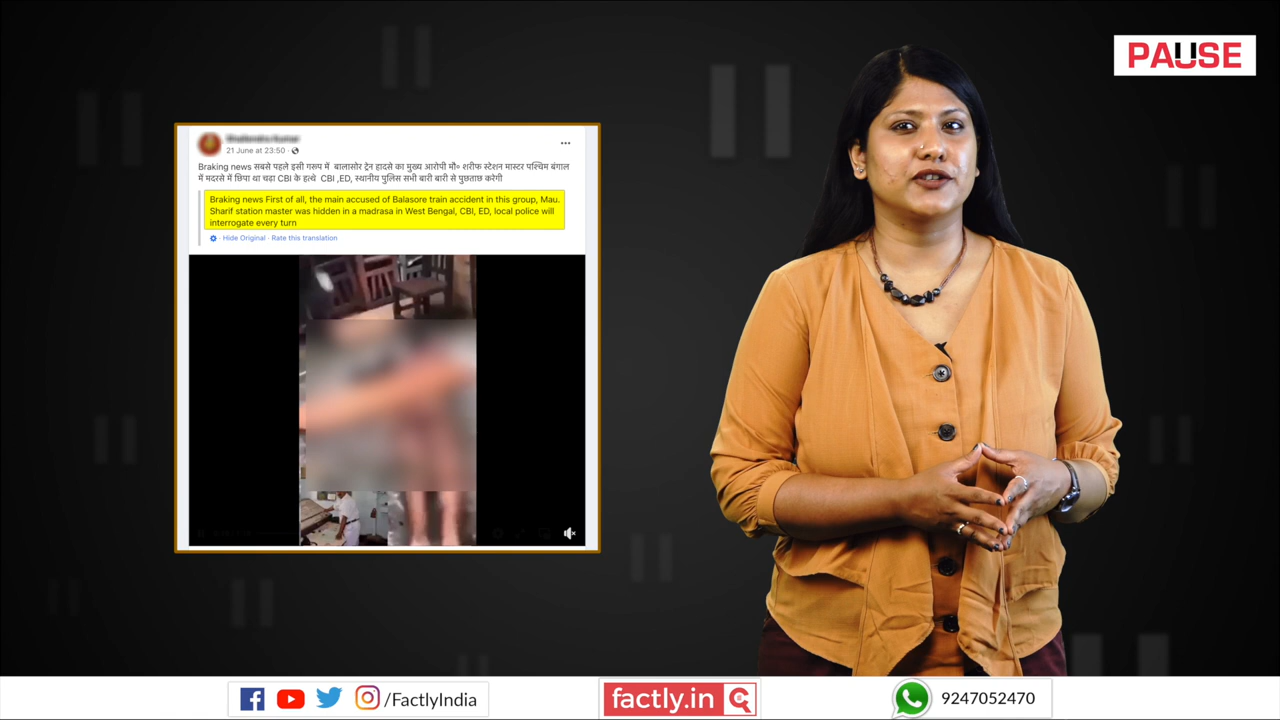 PAUSE
21 June at 23:50
Braking news सबसे पहले इसी गरूप में बालासोर ट्रेन हादसे का मुख्य आरोपी मौ० शरीफ स्टेशन मास्टर पश्चिम बंगाल
में मदरसे में छिपा था चढ़ा CBI के हत्थे CBI ,ED, स्थानीय पुलिस सभी बारी बारी से पुछताछ करेगी
Braking news First of all, the main accused of Balasore train accident in this group, Mau.
Sharif station master was hidden in a madrasa in West Bengal, CBI, ED, local police will
interrogate every turn
Hide Original · Rate this translation
/FactlyIndia
factly.in
9247052470